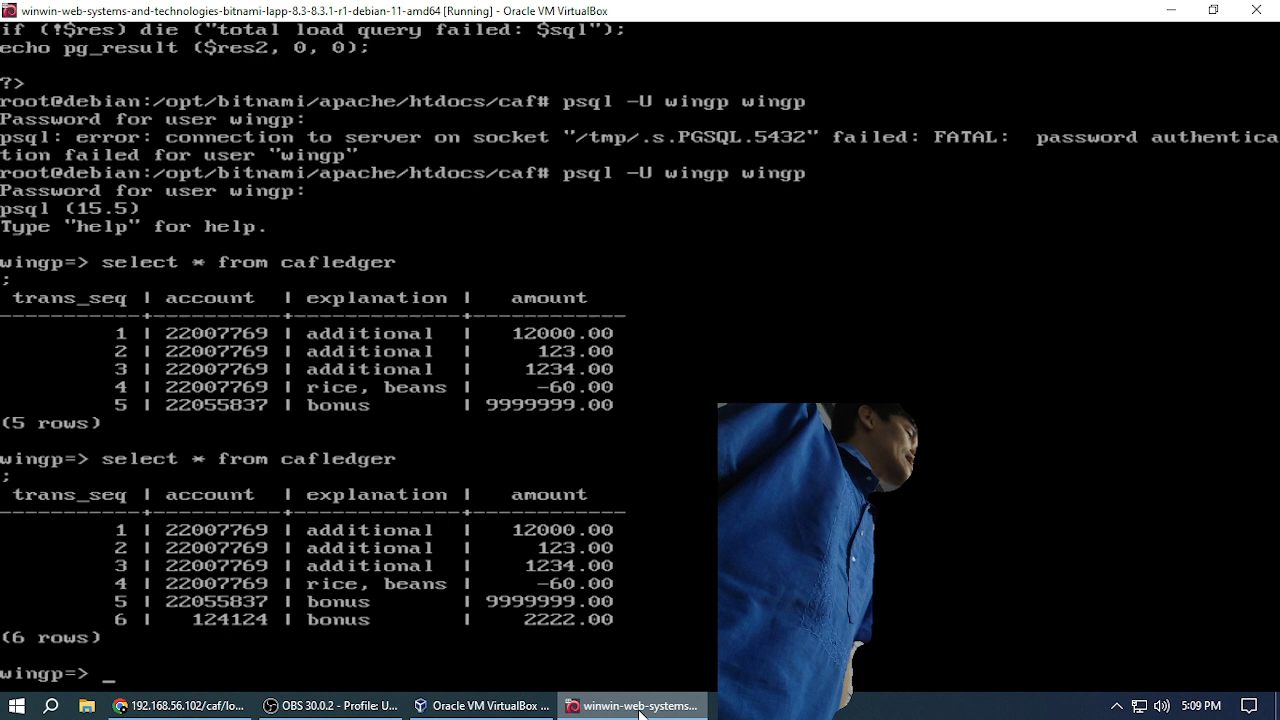 winwin-web-systems-and-technologies-bitnami-lapp-8.3-8.3.1-r1-debian-11-amd64 [Running] - Oracle VM VirtualBox
if (!$res) die ("total load query failed: $sql");
echo pg_result ($res2, 0, 0);
?>
root@debian:/opt/bitnami/apache/htdocs/caf# psql -U wingp wingp
Password for user wingp:
psql: error: connection to server on socket "/tmp/.s.PGSQL.5432" failed: FATAL:  password authentica
tion failed for user "wingp"
root@debian:/opt/bitnami/apache/htdocs/caf# psql -U wingp wingp
Password for user wingp:
psql (15.5)
Type "help" for help.
wingp=> select * from cafledger
;
trans_seq | account | explanation | amount
----------+----------+-------------+------------
1 | 22007769 | additional | 12000.00
2 | 22007769 | additional | 123.00
3 | 22007769 | additional | 1234.00
4 | 22007769 | rice, beans | -60.00
5 | 22055837 | bonus | 9999999.00
(5 rows)
wingp=> select * from cafledger
;
trans_seq | account | explanation | amount
----------+----------+-------------+------------
1 | 22007769 | additional | 12000.00
2 | 22007769 | additional | 123.00
3 | 22007769 | additional | 1234.00
4 | 22007769 | rice, beans | -60.00
5 | 22055837 | bonus | 9999999.00
6 | 124124 | bonus | 2222.00
(6 rows)
wingp=> _
192.168.56.102/caf/lo... OBS 30.0.2 - Profile: U... Oracle VM VirtualBox ... winwin-web-systems... 5:09 PM